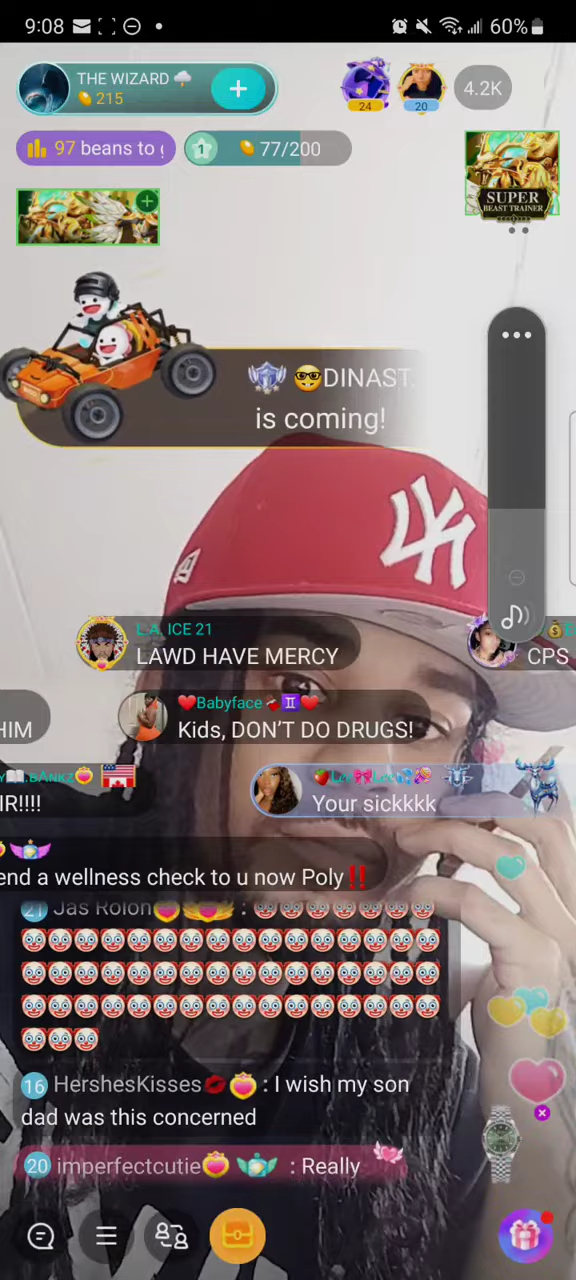 9:08
60%
THE WIZARD
215
24
20
4.2K
97 beans to
1
77/200
SUPER
BEAST TRAINER
DINAST.
is coming!
L.A. ICE 21
LAWD HAVE MERCY
CPS
Babyface
HIM
Kids, DON'T DO DRUGS!
IR!!!!
Your sickkkk
end a wellness check to u now Poly‼️
21 Jas Rolon :
16 HershesKisses : I wish my son
dad was this concerned
20 imperfectcutie : Really